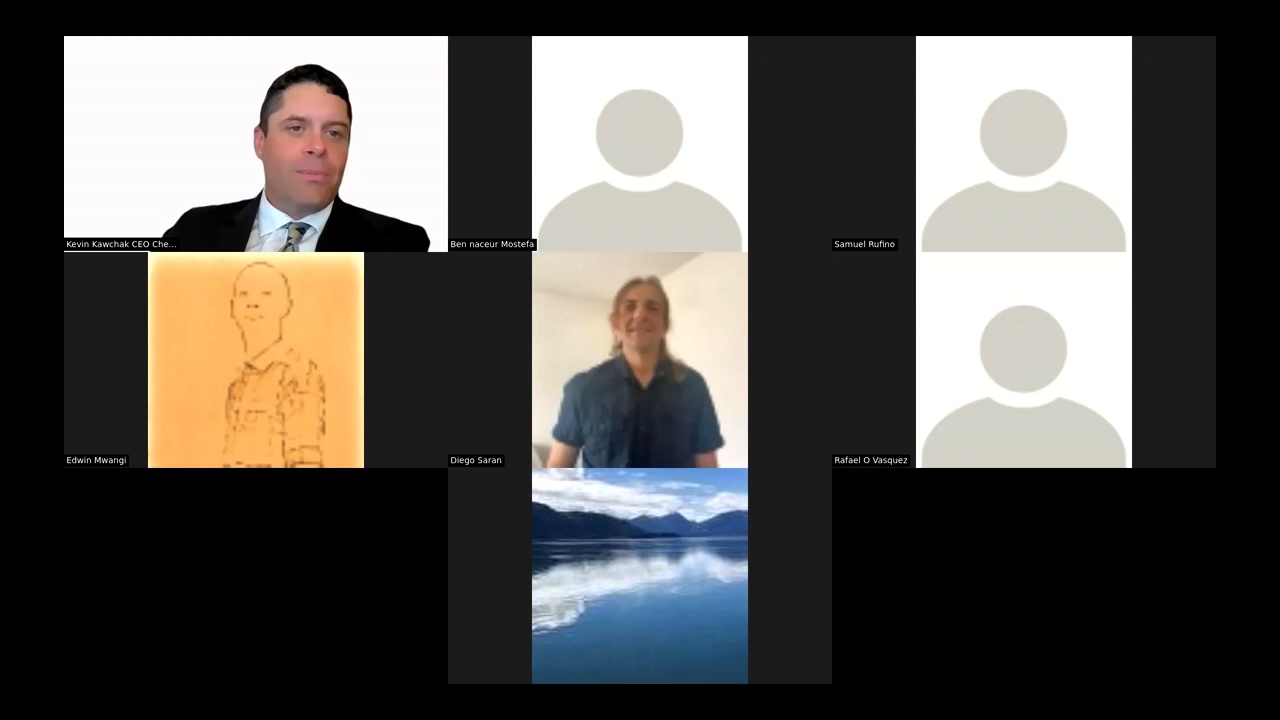 Kevin Kawchak CEO Che...
Ben naceur Mostefa
Samuel Rufino
Edwin Mwangi
Diego Saran
Rafael O Vasquez